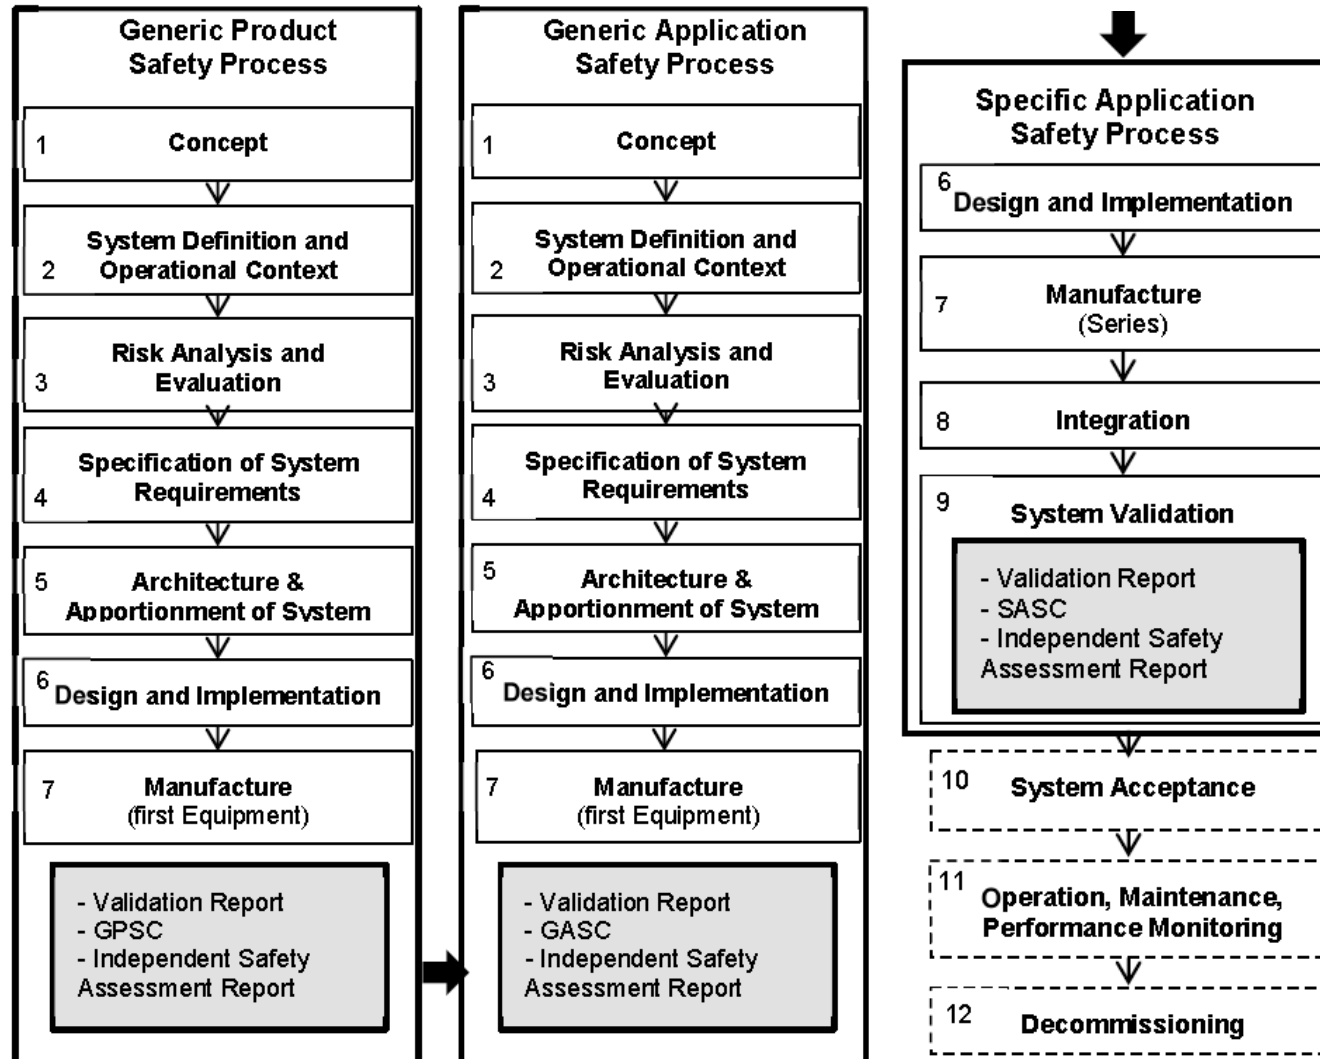 Generic Product
Safety Process
1
Concept
System Definition and
2
Operational Context
Risk Analysis and
3
Evaluation
Specification of System
4
Requirements
5
Architecture &
Apportionment of System
6
Design and Implementation
7
Manufacture
(first Equipment)
- Validation Report
- GPSC
- Independent Safety
Assessment Report
Generic Application
Safety Process
1
Concept
System Definition and
2
Operational Context
Risk Analysis and
3
Evaluation
Specification of System
4
Requirements
5
Architecture &
Apportionment of System
6
Design and Implementation
7
Manufacture
(first Equipment)
- Validation Report
- GASC
- Independent Safety
Assessment Report
Specific Application
Safety Process
6
Design and Implementation
7
Manufacture
(Series)
8
Integration
9
System Validation
- Validation Report
- SASC
- Independent Safety
Assessment Report
10
System Acceptance
11
Operation, Maintenance,
Performance Monitoring
12
Decommissioning